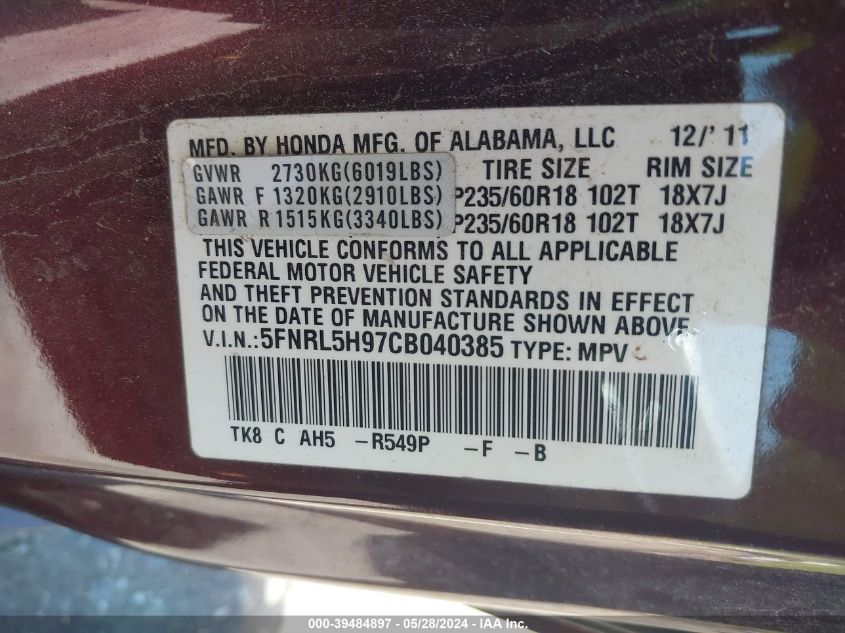 MFD. BY HONDA MFG. OF ALABAMA, LLC 12/'11
GVWR 2730KG(6019LBS) TIRE SIZE RIM SIZE
GAWR F 1320KG(2910LBS) P235/60R18 102T 18X7J
GAWR R 1515KG(3340LBS) P235/60R18 102T 18X7J
THIS VEHICLE CONFORMS TO ALL APPLICABLE
FEDERAL MOTOR VEHICLE SAFETY
AND THEFT PREVENTION STANDARDS IN EFFECT
ON THE DATE OF MANUFACTURE SHOWN ABOVE.
V.I.N.:5FNRL5H97CB040385 TYPE: MPV
TK8 C AH5 -R549P -F -B
000-39484897 - 05/28/2024 - IAA Inc.